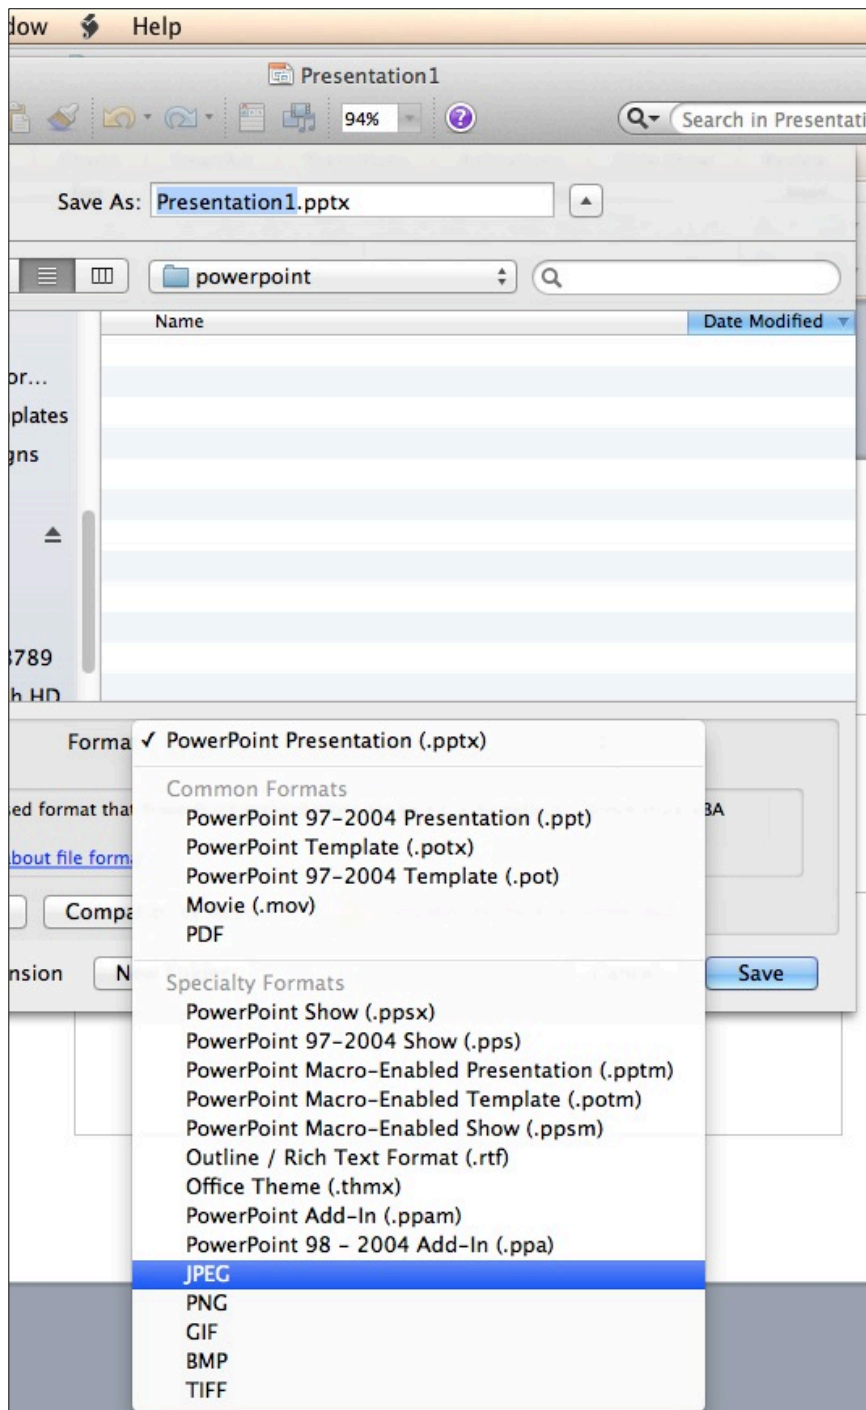 dow Help
Presentation1
94% ? Search in Presentati
Save As: Presentation1.pptx
powerpoint
Name Date Modified
or...
plates
gns
3789
h HD
Forma ✓ PowerPoint Presentation (.pptx)
Common Formats
sed format that BA
PowerPoint 97-2004 Presentation (.ppt)
PowerPoint Template (.potx)
about file forma
PowerPoint 97-2004 Template (.pot)
Compa Movie (.mov)
PDF
nsion N Save
Specialty Formats
PowerPoint Show (.ppsx)
PowerPoint 97-2004 Show (.pps)
PowerPoint Macro-Enabled Presentation (.pptm)
PowerPoint Macro-Enabled Template (.potm)
PowerPoint Macro-Enabled Show (.ppsm)
Outline / Rich Text Format (.rtf)
Office Theme (.thmx)
PowerPoint Add-In (.ppam)
PowerPoint 98 - 2004 Add-In (.ppa)
JPEG
PNG
GIF
BMP
TIFF